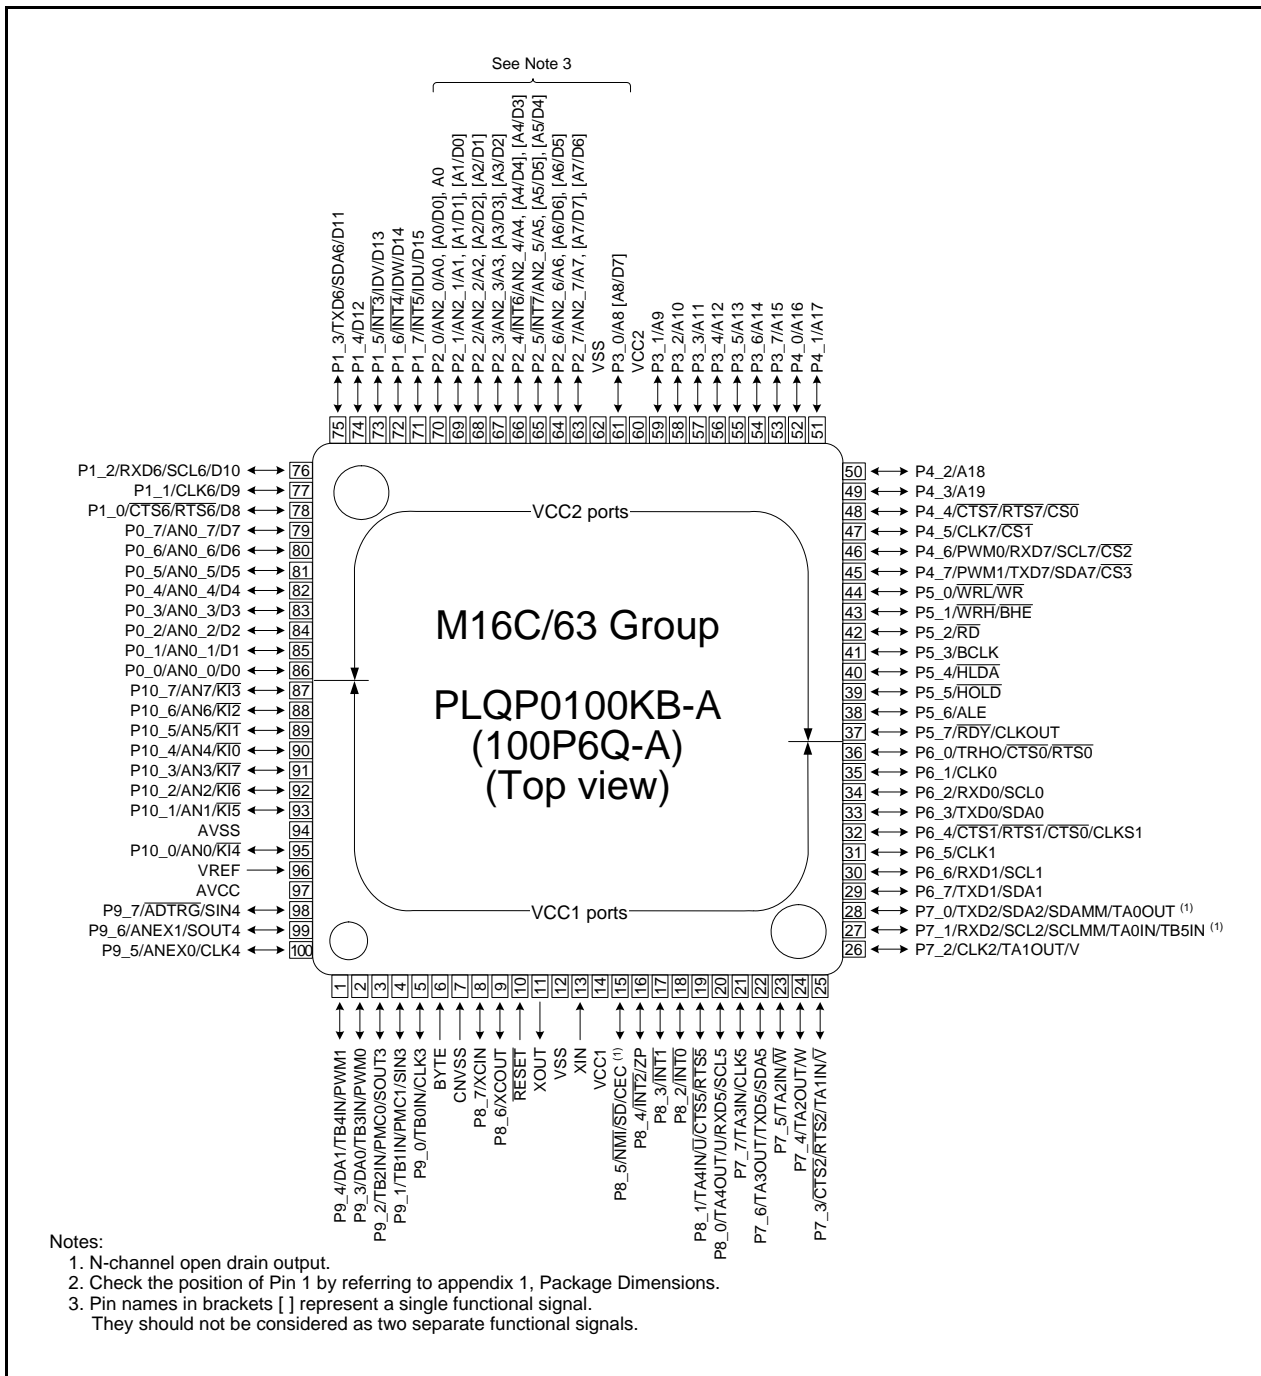 See Note 3
P1_3/TXD6/SDA6/D11
P1_4/D12
P1_5/INT3/IDV/D13
P1_6/INT4/IDW/D14
P1_7/INT5/IDU/D15
P2_0/AN2_0/A0, [A0/D0], A0
P2_1/AN2_1/A1, [A1/D1], [A1/D0]
P2_2/AN2_2/A2, [A2/D2], [A2/D1]
P2_3/AN2_3/A3, [A3/D3], [A3/D2]
P2_4/INT6/AN2_4/A4, [A4/D4], [A4/D3]
P2_5/INT7/AN2_5/A5, [A5/D5], [A5/D4]
P2_6/AN2_6/A6, [A6/D6], [A6/D5]
P2_7/AN2_7/A7, [A7/D7], [A7/D6]
VSS
P3_0/A8 [A8/D7]
VCC2
P3_1/A9
P3_2/A10
P3_3/A11
P3_4/A12
P3_5/A13
P3_6/A14
P3_7/A15
P4_0/A16
P4_1/A17
75 74 73 72 71 70 69 68 67 66 65 64 63 62 61 60 59 58 57 56 55 54 53 52 51
P1_2/RXD6/SCL6/D10 76
P1_1/CLK6/D9 77
P1_0/CTS6/RTS6/D8 78
P0_7/AN0_7/D7 79
P0_6/AN0_6/D6 80
P0_5/AN0_5/D5 81
P0_4/AN0_4/D4 82
P0_3/AN0_3/D3 83
P0_2/AN0_2/D2 84
P0_1/AN0_1/D1 85
P0_0/AN0_0/D0 86
P10_7/AN7/KI3 87
P10_6/AN6/KI2 88
P10_5/AN5/KI1 89
P10_4/AN4/KI0 90
P10_3/AN3/KI7 91
P10_2/AN2/KI6 92
P10_1/AN1/KI5 93
AVSS 94
P10_0/AN0/KI4 95
VREF 96
AVCC 97
P9_7/ADTRG/SIN4 98
P9_6/ANEX1/SOUT4 99
P9_5/ANEX0/CLK4 100
VCC2 ports
M16C/63 Group
PLQP0100KB-A
(100P6Q-A)
(Top view)
VCC1 ports
50 P4_2/A18
49 P4_3/A19
48 P4_4/CTS7/RTS7/CS0
47 P4_5/CLK7/CS1
46 P4_6/PWM0/RXD7/SCL7/CS2
45 P4_7/PWM1/TXD7/SDA7/CS3
44 P5_0/WRL/WR
43 P5_1/WRH/BHE
42 P5_2/RD
41 P5_3/BCLK
40 P5_4/HLDA
39 P5_5/HOLD
38 P5_6/ALE
37 P5_7/RDY/CLKOUT
36 P6_0/TRHO/CTS0/RTS0
35 P6_1/CLK0
34 P6_2/RXD0/SCL0
33 P6_3/TXD0/SDA0
32 P6_4/CTS1/RTS1/CTS0/CLKS1
31 P6_5/CLK1
30 P6_6/RXD1/SCL1
29 P6_7/TXD1/SDA1
28 P7_0/TXD2/SDA2/SDAMM/TA0OUT (1)
27 P7_1/RXD2/SCL2/SCLMM/TA0IN/TB5IN (1)
26 P7_2/CLK2/TA1OUT/V
1 2 3 4 5 6 7 8 9 10 11 12 13 14 15 16 17 18 19 20 21 22 23 24 25
P9_4/DA1/TB4IN/PWM1
P9_3/DA0/TB3IN/PWM0
P9_2/TB2IN/PMC0/SOUT3
P9_1/TB1IN/PMC1/SIN3
P9_0/TB0IN/CLK3
BYTE
CNVSS
P8_7/XCIN
P8_6/XCOUT
RESET
XOUT
VSS
XIN
VCC1
P8_5/NMI/SD/CEC (1)
P8_4/INT2/ZP
P8_3/INT1
P8_2/INT0
P8_1/TA4IN/U/CTS5/RTS5
P8_0/TA4OUT/U/RXD5/SCL5
P7_7/TA3IN/CLK5
P7_6/TA3OUT/TXD5/SDA5
P7_5/TA2IN/W
P7_4/TA2OUT/W
P7_3/CTS2/RTS2/TA1IN/V
Notes:
1. N-channel open drain output.
2. Check the position of Pin 1 by referring to appendix 1, Package Dimensions.
3. Pin names in brackets [ ] represent a single functional signal.
They should not be considered as two separate functional signals.